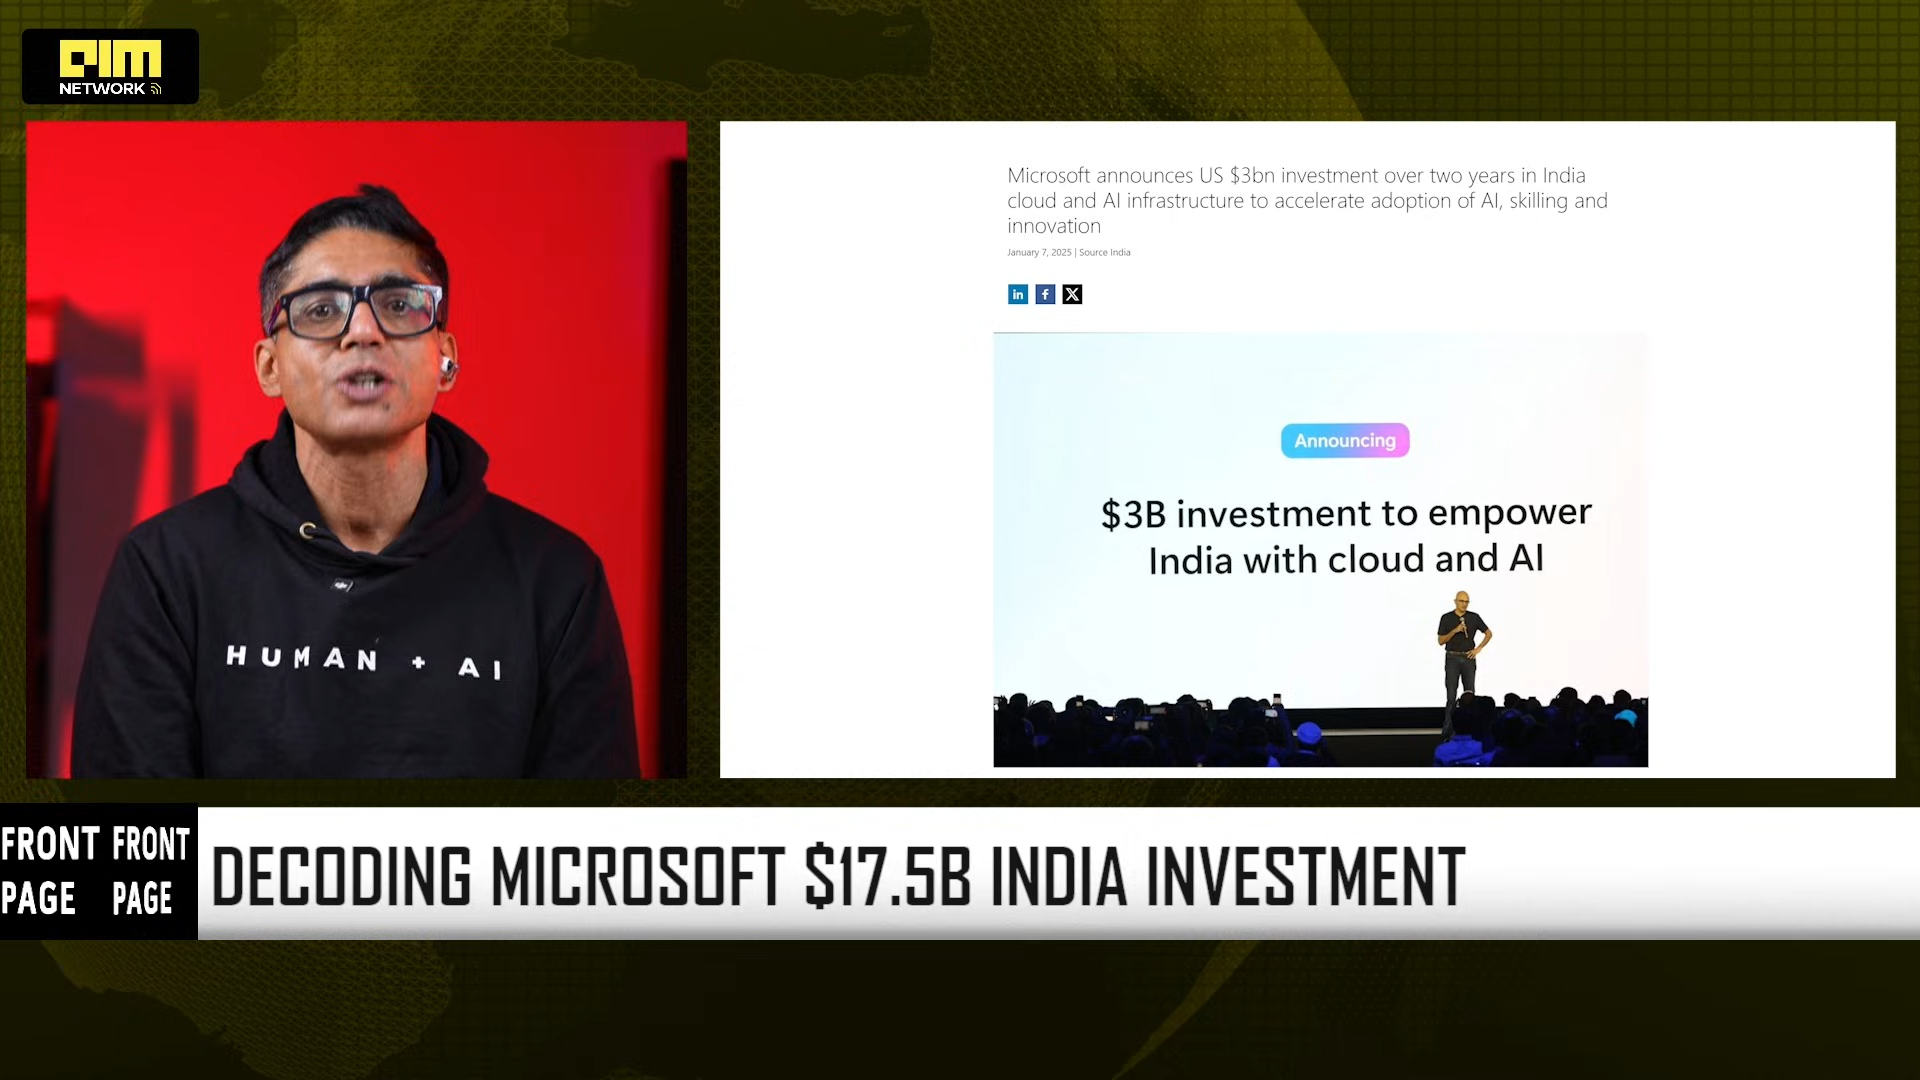 AIM
NETWORK
Microsoft announces US $3bn investment over two years in India
cloud and AI infrastructure to accelerate adoption of AI, skilling and
innovation
January 7, 2025 | Source India
in f X
Announcing
$3B investment to empower
India with cloud and AI
HUMAN + AI
FRONT FRONT
PAGE PAGE
DECODING MICROSOFT $17.5B INDIA INVESTMENT